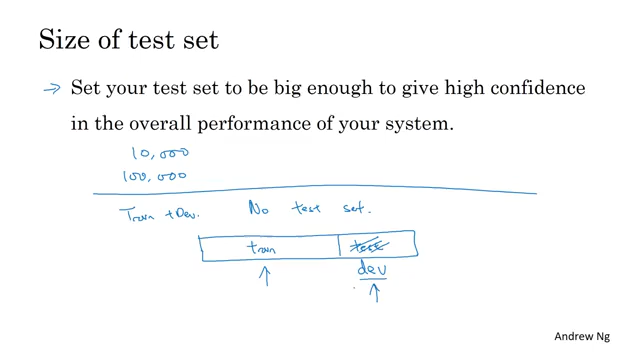 Size of test set
→ Set your test set to be big enough to give high confidence
in the overall performance of your system.
10,000
100,000
Train + Dev. No test set.
train test
dev
Andrew Ng